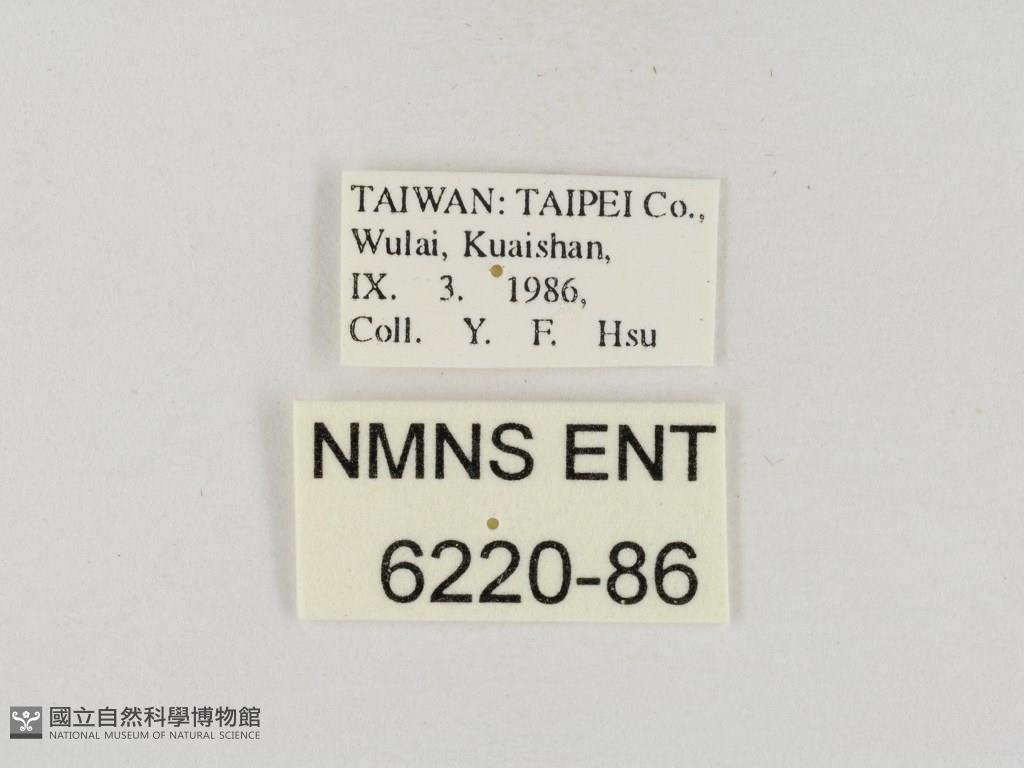 TAIWAN: TAIPEI Co.,
Wulai, Kuaishan,
IX. 3. 1986,
Coll. Y. F. Hsu
NMNS ENT
6220-86
國立自然科學博物館
NATIONAL MUSEUM OF NATURAL SCIENCE